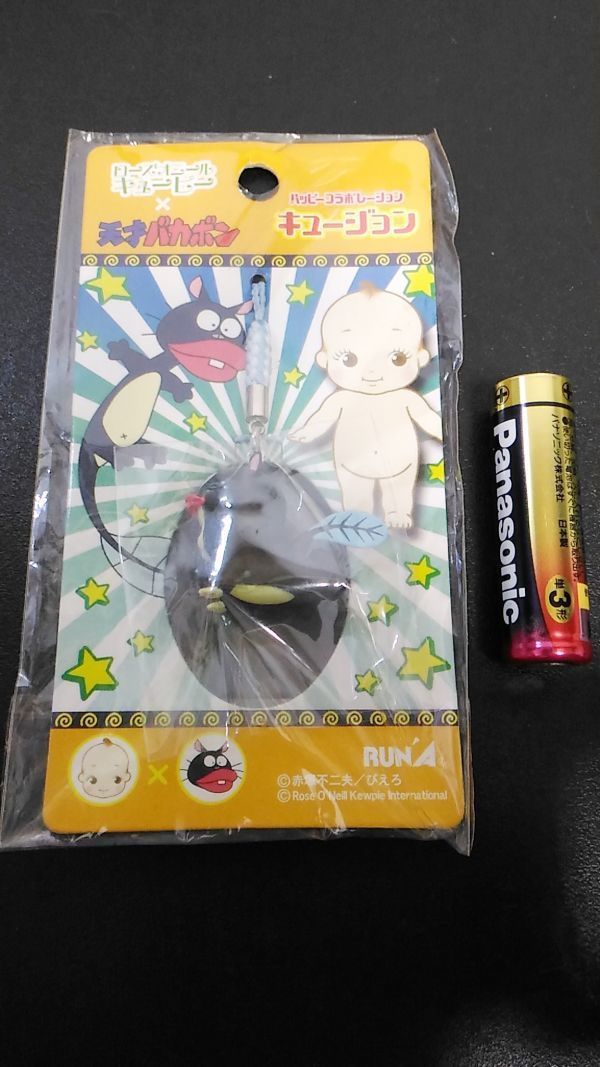 ローズオニール
キューピー
×
天才バカボン
ハッピーコラボレーション
キュージョン
×
RUN'A
©赤塚不二夫/ぴえろ
© Rose O'Neill Kewpie International
Panasonic
パナソニック株式会社
日本製
単3形